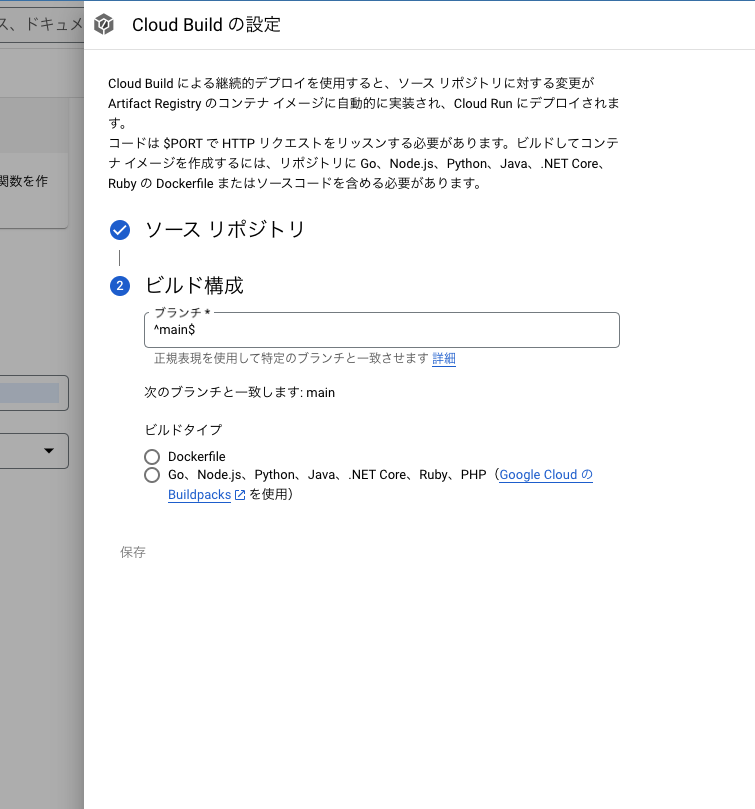 ス、ドキュメ
Cloud Build の設定
Cloud Build による継続的デプロイを使用すると、ソース リポジトリに対する変更が
Artifact Registry のコンテナ イメージに自動的に実装され、Cloud Run にデプロイされま
す。
コードは $PORT で HTTP リクエストをリッスンする必要があります。ビルドしてコンテ
ナ イメージを作成するには、リポジトリに Go、Node.js、Python、Java、.NET Core、
Ruby の Dockerfile またはソースコードを含める必要があります。
関数を作
ソース リポジトリ
2 ビルド構成
ブランチ *
^main$
正規表現を使用して特定のブランチと一致させます 詳細
次のブランチと一致します: main
ビルドタイプ
Dockerfile
Go、Node.js、Python、Java、.NET Core、Ruby、PHP（Google Cloud の
Buildpacks を使用）
保存